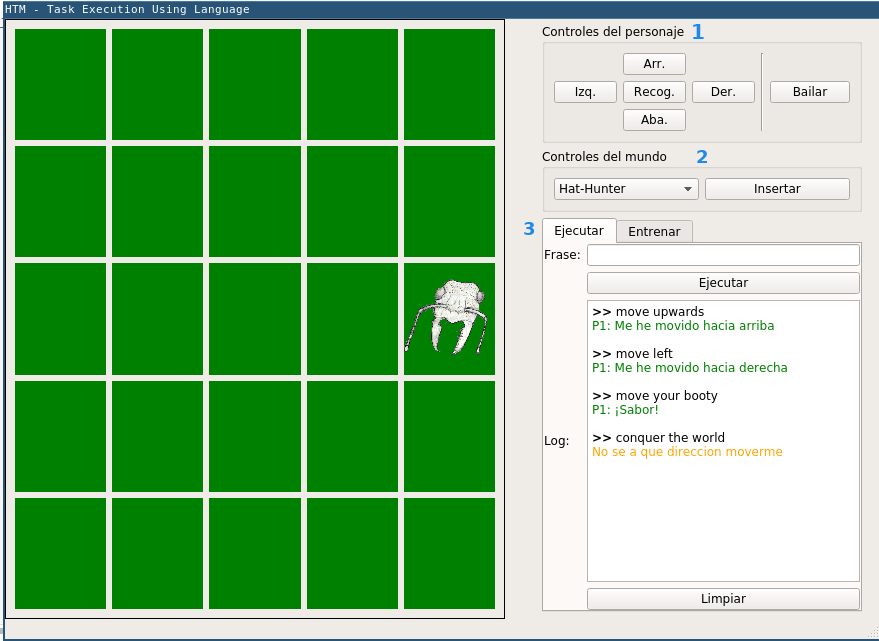 HTM - Task Execution Using Language
Controles del personaje 1
Arr.
Izq. Recog. Der. Bailar
Aba.
Controles del mundo 2
Hat-Hunter Insertar
3 Ejecutar Entrenar
Frase:
Ejecutar
>> move upwards
P1: Me he movido hacia arriba
>> move left
P1: Me he movido hacia derecha
>> move your booty
P1: ¡Sabor!
Log:
>> conquer the world
No se a que direccion moverme
Limpiar